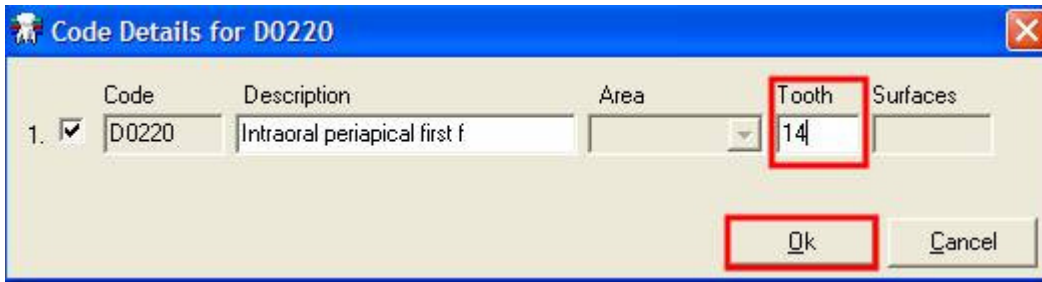 Code Details for D0220
Code Description Area Tooth Surfaces
1. D0220 Intraoral periapical first f 14
Ok Cancel